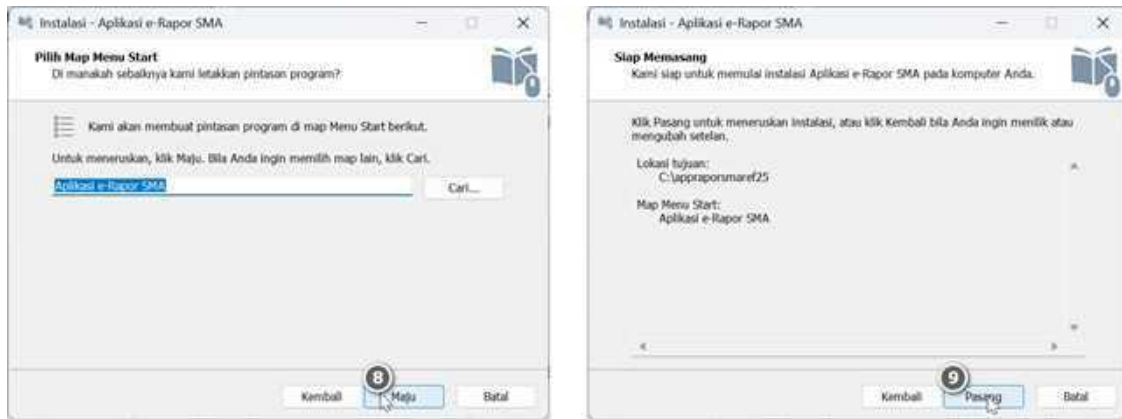 Instalasi - Aplikasi e-Rapor SMA
Pilih Map Menu Start
Di manakah sebaiknya kami letakkan pintasan program?
Kami akan membuat pintasan program di map Menu Start berikut.
Untuk meneruskan, klik Maju. Bila Anda ingin memilih map lain, klik Cari.
Aplikasi e-Rapor SMA
Cari...
8
Kembali Maju Batal
Instalasi - Aplikasi e-Rapor SMA
Siap Memasang
Kami siap untuk memulai instalasi Aplikasi e-Rapor SMA pada komputer Anda.
Klik Pasang untuk meneruskan instalasi, atau klik Kembali bila Anda ingin melihat atau
mengubah setelan.
Lokasi tujuan:
C:\appraporsmaref25
Map Menu Start:
Aplikasi e-Rapor SMA
9
Kembali Pasang Batal